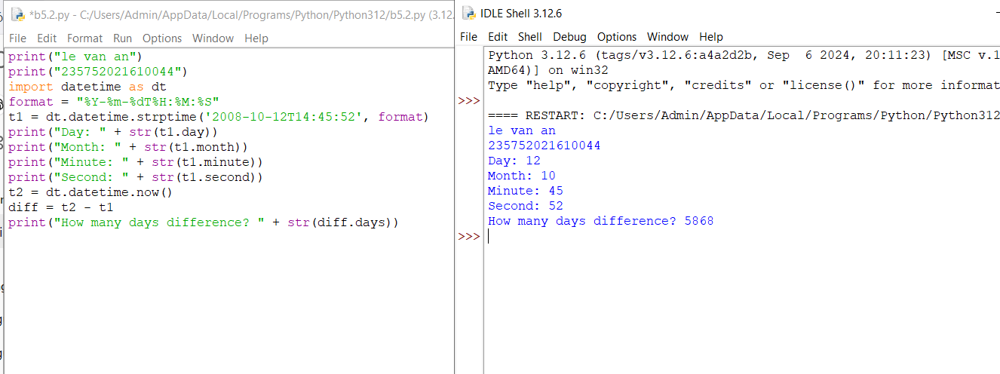 *b5.2.py - C:/Users/Admin/AppData/Local/Programs/Python/Python312/b5.2.py (3.12.
File Edit Format Run Options Window Help
print("le van an")
print("235752021610044")
import datetime as dt
format = "%Y-%m-%dT%H:%M:%S"
t1 = dt.datetime.strptime('2008-10-12T14:45:52', format)
print("Day: " + str(t1.day))
print("Month: " + str(t1.month))
print("Minute: " + str(t1.minute))
print("Second: " + str(t1.second))
t2 = dt.datetime.now()
diff = t2 - t1
print("How many days difference? " + str(diff.days))
IDLE Shell 3.12.6
File Edit Shell Debug Options Window Help
Python 3.12.6 (tags/v3.12.6:a4a2d2b, Sep  6 2024, 20:11:23) [MSC v.1
AMD64)] on win32
Type "help", "copyright", "credits" or "license()" for more informat
>>>
==== RESTART: C:/Users/Admin/AppData/Local/Programs/Python/Python312
le van an
235752021610044
Day: 12
Month: 10
Minute: 45
Second: 52
How many days difference? 5868
>>>